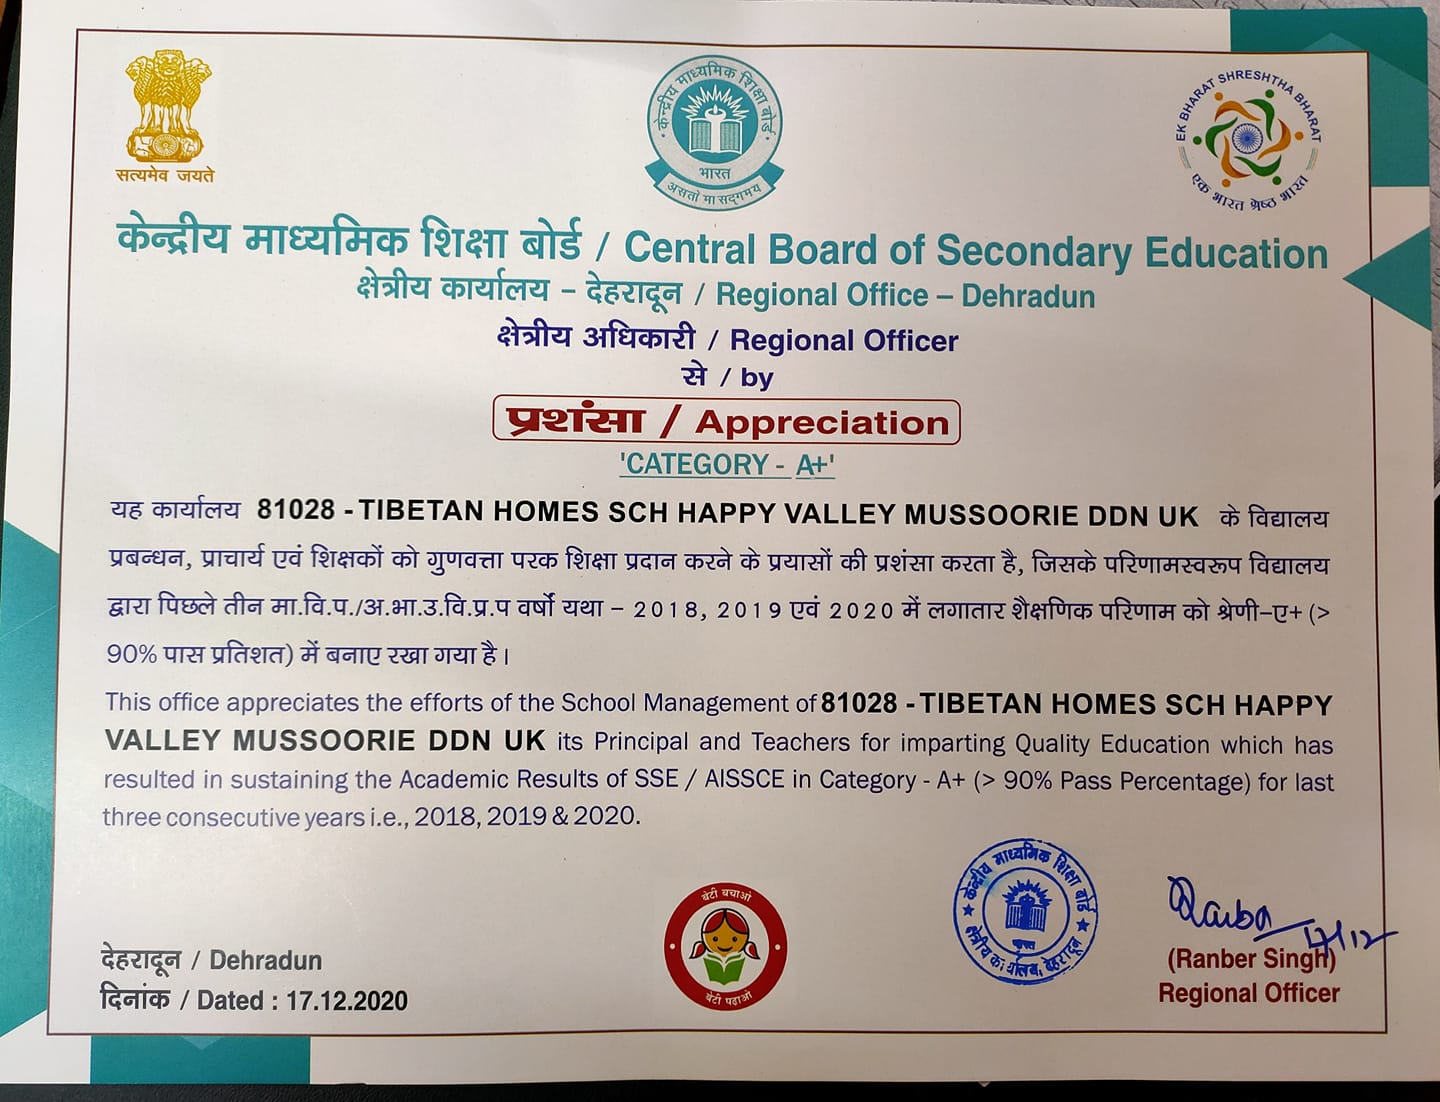 सत्यमेव जयते
केन्द्रीय माध्यमिक शिक्षा बोर्ड
भारत
असतो मा सद्गमय
EK BHARAT SHRESHTHA BHARAT
एक भारत श्रेष्ठ भारत
केन्द्रीय माध्यमिक शिक्षा बोर्ड / Central Board of Secondary Education
क्षेत्रीय कार्यालय – देहरादून / Regional Office – Dehradun
क्षेत्रीय अधिकारी / Regional Officer
से / by
प्रशंसा / Appreciation
'CATEGORY - A+'
यह कार्यालय 81028 - TIBETAN HOMES SCH HAPPY VALLEY MUSSOORIE DDN UK के विद्यालय
प्रबन्धन, प्राचार्य एवं शिक्षकों को गुणवत्ता परक शिक्षा प्रदान करने के प्रयासों की प्रशंसा करता है, जिसके परिणामस्वरूप विद्यालय
द्वारा पिछले तीन मा.वि.प./अ.भा.उ.वि.प्र.प वर्षों यथा – 2018, 2019 एवं 2020 में लगातार शैक्षणिक परिणाम को श्रेणी–ए+ (>
90% पास प्रतिशत) में बनाए रखा गया है।
This office appreciates the efforts of the School Management of 81028 - TIBETAN HOMES SCH HAPPY
VALLEY MUSSOORIE DDN UK its Principal and Teachers for imparting Quality Education which has
resulted in sustaining the Academic Results of SSE / AISSCE in Category - A+ (> 90% Pass Percentage) for last
three consecutive years i.e., 2018, 2019 & 2020.
बेटी बचाओ
बेटी पढ़ाओ
केन्द्रीय माध्यमिक शिक्षा बोर्ड
भारत
क्षेत्रीय कार्यालय, देहरादून
17/12
(Ranber Singh)
Regional Officer
देहरादून / Dehradun
दिनांक / Dated : 17.12.2020